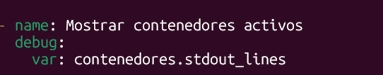 - name: Mostrar contenedores activos
  debug:
    var: contenedores.stdout_lines